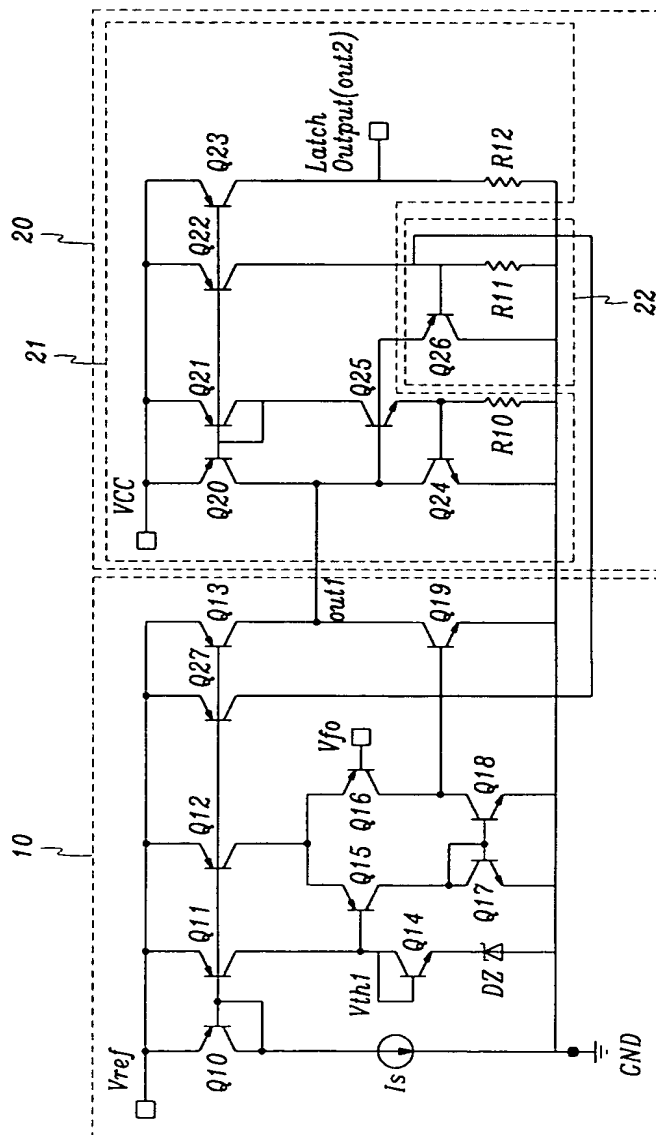 10
20
21
Vref
VCC
Q10
Q11
Q12
Q27
Q13
Q20
Q21
Q22
Q23
out1
Latch
Output(out2)
Vth1
Q14
Q15
Q16
Vfo
Q19
Q25
Q26
Q24
Q17
Q18
Is
DZ
R10
R11
R12
22
GND